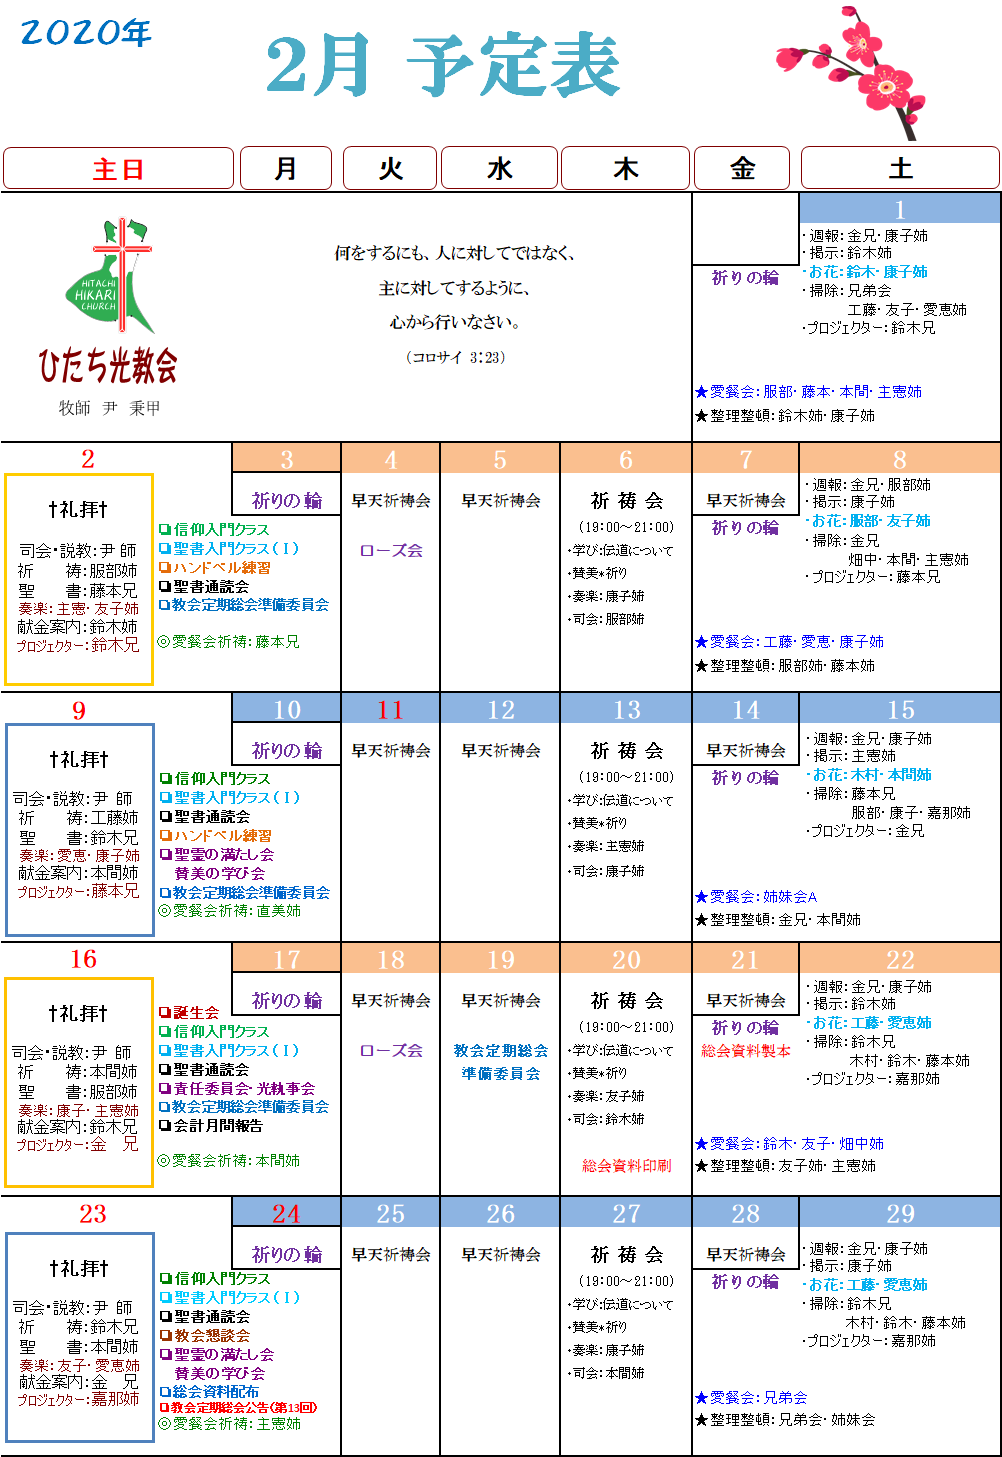 2020年
2月 予定表
主日 月 火 水 木 金 土
HITACHI
HIKARI
CHURCH
ひたち光教会
牧師 尹 秉甲
何をするにも、人に対してではなく、
主に対してするように、
心から行いなさい。
(コロサイ 3:23)
祈りの輪
1
・週報:金兄・康子姉
・掲示:鈴木姉
・お花:鈴木・康子姉
・掃除:兄弟会
工藤・友子・愛恵姉
・プロジェクター:鈴木兄
★愛餐会:服部・藤本・本間・主憲姉
★整理整頓:鈴木姉・康子姉
2
†礼拝†
司会・説教:尹 師
祈 祷:服部姉
聖 書:藤本兄
奏楽:主憲・友子姉
献金案内:鈴木姉
プロジェクター:鈴木兄
❏信仰入門クラス
❏聖書入門クラス(Ⅰ)
❏ハンドベル練習
❏聖書通読会
❏教会定期総会準備委員会
◎愛餐会祈祷:藤本兄
3
祈りの輪
4
早天祈祷会
ローズ会
5
早天祈祷会
6
祈 祷 会
(19:00~21:00)
・学び:伝道について
・賛美*祈り
・奏楽:康子姉
・司会:服部姉
7
早天祈祷会
祈りの輪
8
・週報:金兄・服部姉
・掲示:康子姉
・お花:服部・友子姉
・掃除:金兄
畑中・本間・主憲姉
・プロジェクター:藤本兄
★愛餐会:工藤・愛恵・康子姉
★整理整頓:服部姉・藤本姉
9
†礼拝†
司会・説教:尹 師
祈 祷:工藤姉
聖 書:鈴木兄
奏楽:愛恵・康子姉
献金案内:本間姉
プロジェクター:藤本兄
❏信仰入門クラス
❏聖書入門クラス(Ⅰ)
❏聖書通読会
❏ハンドベル練習
❏聖霊の満たし会
賛美の学び会
❏教会定期総会準備委員会
◎愛餐会祈祷:直美姉
10
祈りの輪
11
早天祈祷会
12
早天祈祷会
13
祈 祷 会
(19:00~21:00)
・学び:伝道について
・賛美*祈り
・奏楽:主憲姉
・司会:康子姉
14
早天祈祷会
祈りの輪
15
・週報:金兄・康子姉
・掲示:主憲姉
・お花:木村・本間姉
・掃除:藤本兄
服部・康子・嘉那姉
・プロジェクター:金兄
★愛餐会:姉妹会A
★整理整頓:金兄・本間姉
16
†礼拝†
司会・説教:尹 師
祈 祷:本間姉
聖 書:服部姉
奏楽:康子・主憲姉
献金案内:鈴木兄
プロジェクター:金 兄
❏誕生会
❏信仰入門クラス
❏聖書入門クラス(Ⅰ)
❏聖書通読会
❏責任委員会・光執事会
❏教会定期総会準備委員会
❏会計月間報告
◎愛餐会祈祷:本間姉
17
祈りの輪
18
早天祈祷会
ローズ会
19
早天祈祷会
教会定期総会
準備委員会
20
祈 祷 会
(19:00~21:00)
・学び:伝道について
・賛美*祈り
・奏楽:友子姉
・司会:鈴木姉
総会資料印刷
21
早天祈祷会
祈りの輪
総会資料製本
22
・週報:金兄・康子姉
・掲示:鈴木姉
・お花:工藤・愛恵姉
・掃除:鈴木兄
木村・鈴木・藤本姉
・プロジェクター:嘉那姉
★愛餐会:鈴木・友子・畑中姉
★整理整頓:友子姉・主憲姉
23
†礼拝†
司会・説教:尹 師
祈 祷:鈴木兄
聖 書:本間姉
奏楽:友子・愛恵姉
献金案内:金 兄
プロジェクター:嘉那姉
❏信仰入門クラス
❏聖書入門クラス(Ⅰ)
❏聖書通読会
❏教会懇談会
❏聖霊の満たし会
賛美の学び会
❏総会資料配布
❏教会定期総会公告(第13回)
◎愛餐会祈祷:主憲姉
24
祈りの輪
25
早天祈祷会
26
早天祈祷会
27
祈 祷 会
(19:00~21:00)
・学び:伝道について
・賛美*祈り
・奏楽:康子姉
・司会:本間姉
28
早天祈祷会
祈りの輪
29
・週報:金兄・康子姉
・掲示:康子姉
・お花:工藤・愛恵姉
・掃除:鈴木兄
木村・鈴木・藤本姉
・プロジェクター:嘉那姉
★愛餐会:兄弟会
★整理整頓:兄弟会・姉妹会